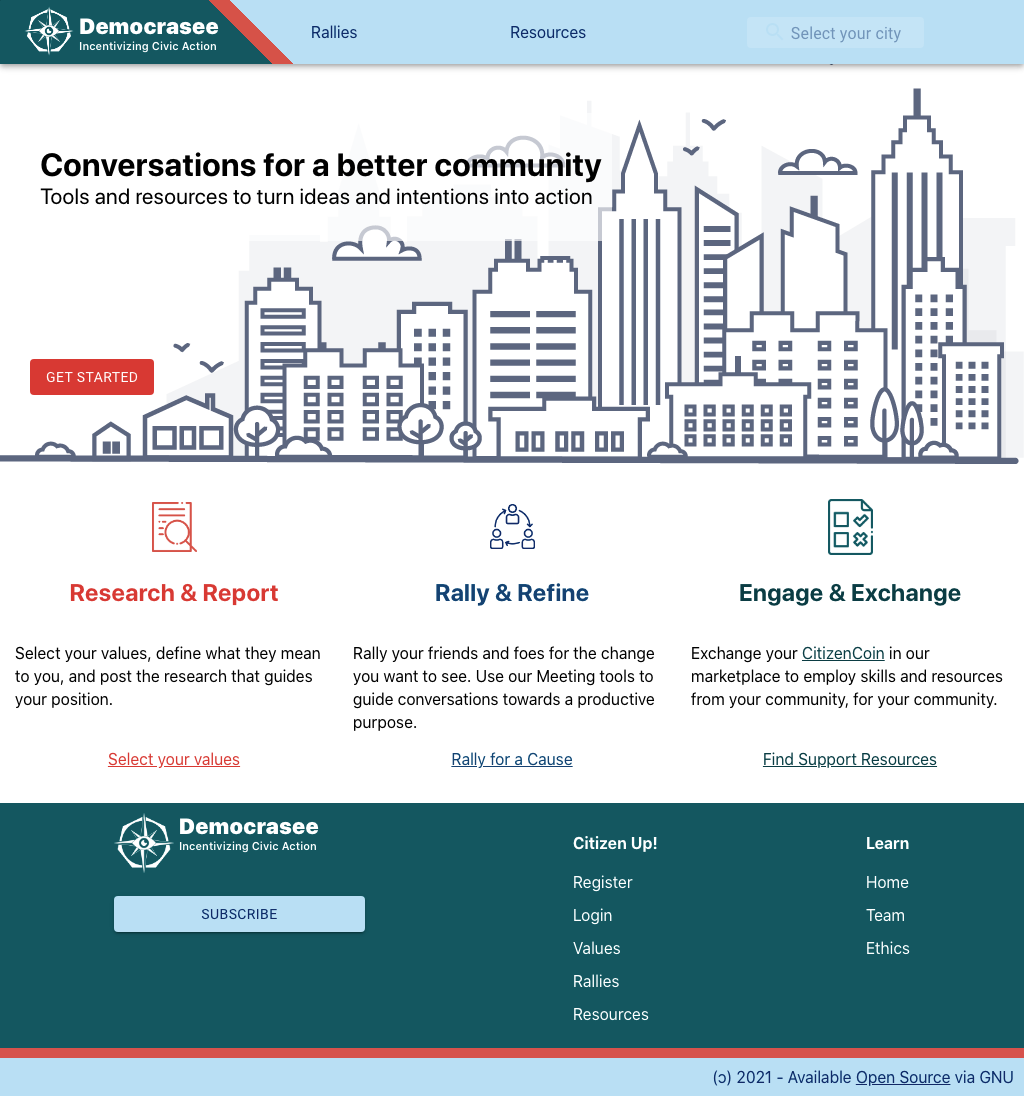 Democrasee
Incentivizing Civic Action
Rallies
Resources
Select your city
Conversations for a better community
Tools and resources to turn ideas and intentions into action
GET STARTED
Research & Report
Select your values, define what they mean
to you, and post the research that guides
your position.
Select your values
Rally & Refine
Rally your friends and foes for the change
you want to see. Use our Meeting tools to
guide conversations towards a productive
purpose.
Rally for a Cause
Engage & Exchange
Exchange your CitizenCoin in our
marketplace to employ skills and resources
from your community, for your community.
Find Support Resources
Democrasee
Incentivizing Civic Action
SUBSCRIBE
Citizen Up!
Register
Login
Values
Rallies
Resources
Learn
Home
Team
Ethics
(ɔ) 2021 - Available Open Source via GNU